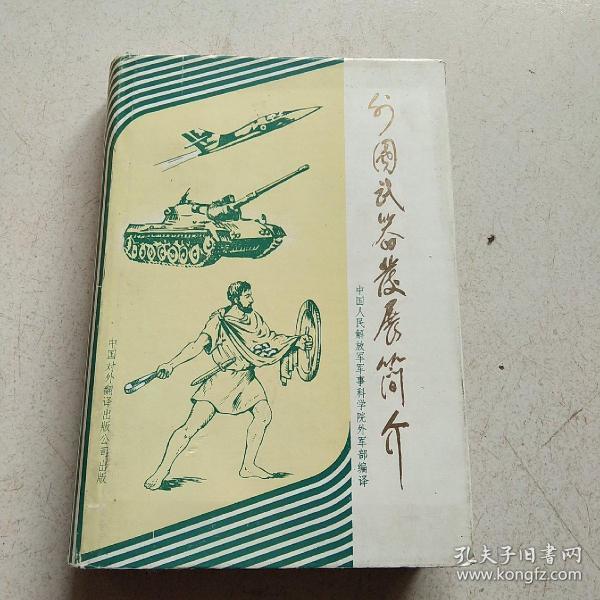 外国武器发展简介
中国人民解放军军事科学院外军部编译
中国对外翻译出版公司出版
孔夫子旧书网
www.kongfz.com